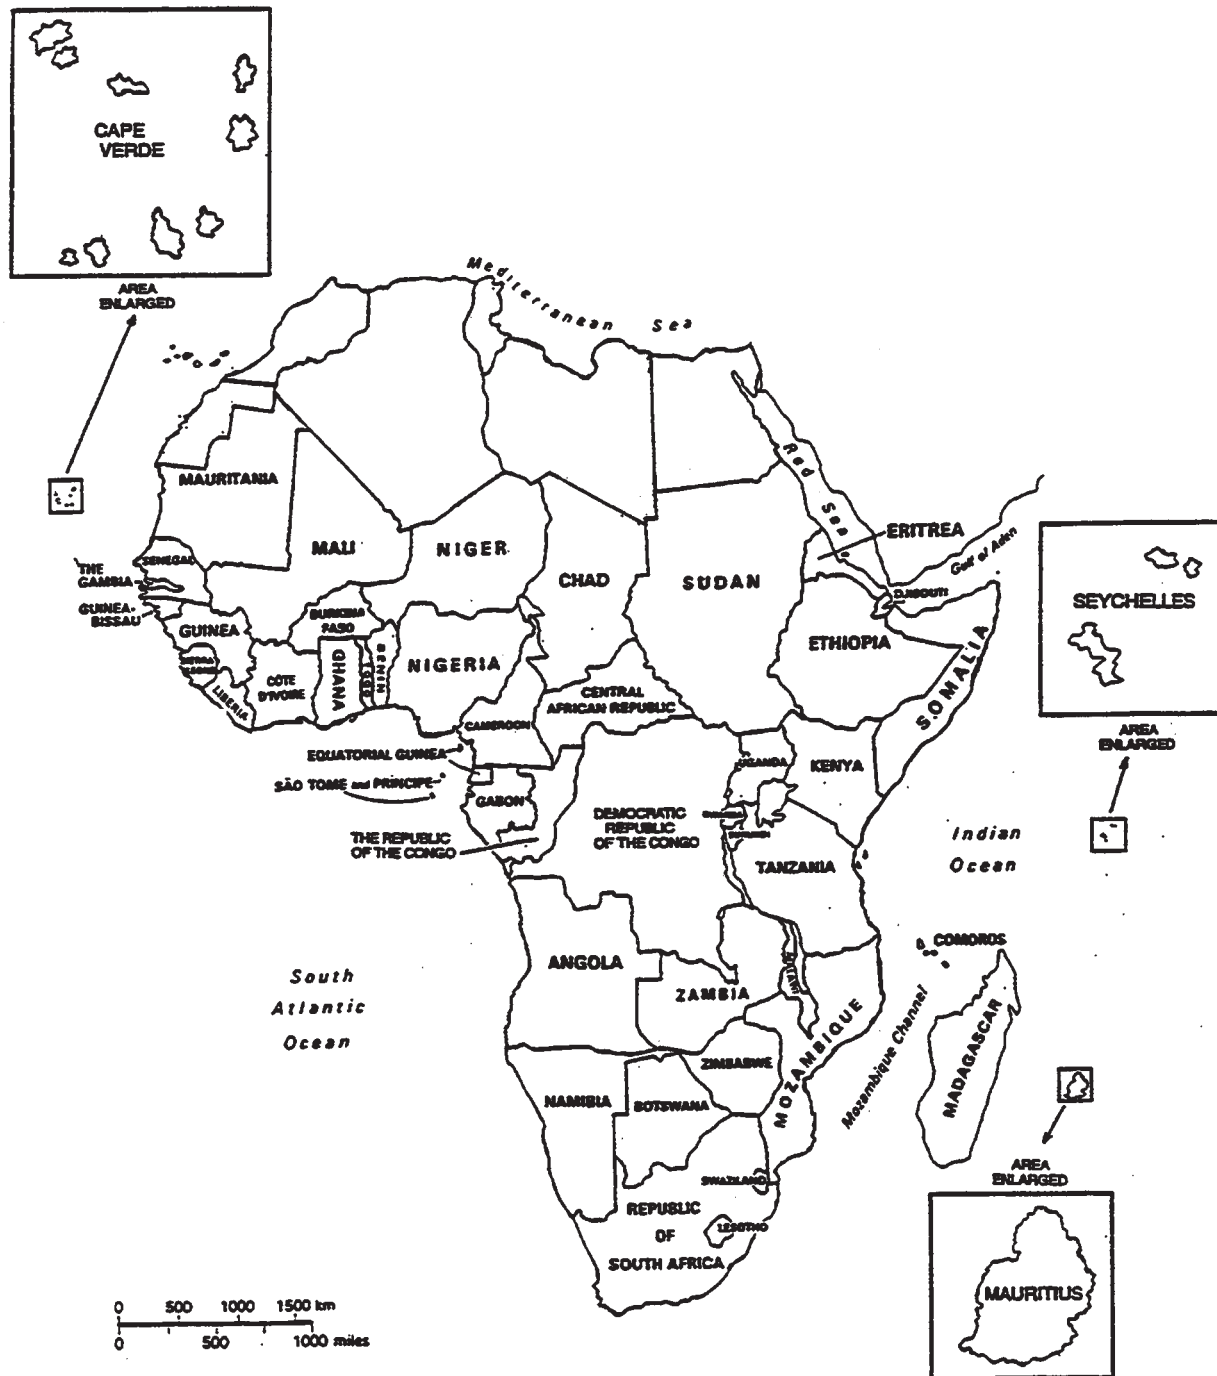 CAPE
VERDE
AREA
ENLARGED
Mediterranean Sea
Red Sea
MAURITANIA
MALI
NIGER
CHAD
SUDAN
ERITREA
Gulf of Aden
THE
GAMBIA
SENEGAL
GUINEA-
BISSAU
GUINEA
BURKINA
FASO
DJIBOUTI
SEYCHELLES
ETHIOPIA
SOMALIA
SIERRA
LEONE
LIBERIA
CÔTE
D'IVOIRE
GHANA
TOGO
BENIN
NIGERIA
CENTRAL
AFRICAN REPUBLIC
CAMEROON
AREA
ENLARGED
EQUATORIAL GUINEA
SÃO TOME and PRINCIPE
GABON
UGANDA
KENYA
THE REPUBLIC
OF THE CONGO
DEMOCRATIC
REPUBLIC
OF THE CONGO
RWANDA
BURUNDI
TANZANIA
Indian
Ocean
COMOROS
South
Atlantic
Ocean
ANGOLA
ZAMBIA
MALAWI
MOZAMBIQUE
Mozambique Channel
MADAGASCAR
ZIMBABWE
NAMIBIA
BOTSWANA
SWAZILAND
LESOTHO
REPUBLIC
OF
SOUTH AFRICA
AREA
ENLARGED
MAURITIUS
0 500 1000 1500 km
0 500 1000 miles